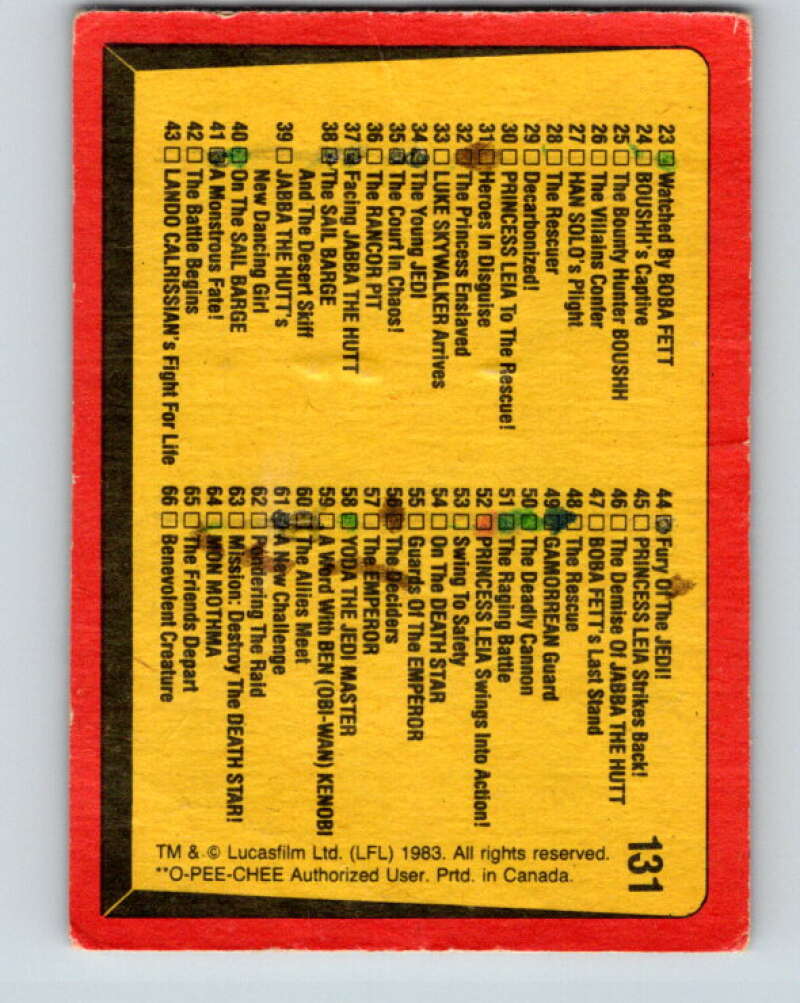 23 Watched By BOBA FETT
24 BOUSHH's Captive
25 The Bounty Hunter BOUSHH
26 The Villains Confer
27 HAN SOLO's Plight
28 The Rescuer
29 Decarbonized!
30 PRINCESS LEIA To The Rescue!
31 Heroes In Disguise
32 The Princess Enslaved
33 LUKE SKYWALKER Arrives
34 The Young JEDI
35 The Court In Chaos!
36 The RANCOR PIT
37 Facing JABBA THE HUTT
38 The SAIL BARGE
And The Desert Skiff
39 JABBA THE HUTT's
New Dancing Girl
40 On The SAIL BARGE
41 A Monstrous Fate!
42 The Battle Begins
43 LANDO CALRISSIAN's Fight For Life
44 Fury Of The JEDI!
45 PRINCESS LEIA Strikes Back!
46 The Demise Of JABBA THE HUTT
47 BOBA FETT's Last Stand
48 The Rescue
49 GAMORREAN Guard
50 The Deadly Cannon
51 The Raging Battle
52 PRINCESS LEIA Swings Into Action!
53 Swing To Safety
54 On The DEATH STAR
55 Guards Of The EMPEROR
56 The Deciders
57 The EMPEROR
58 YODA THE JEDI MASTER
59 A Word With BEN (OBI-WAN) KENOBI
60 The Allies Meet
61 A New Challenge
62 Pondering The Raid
63 Mission: Destroy The DEATH STAR!
64 MON MOTHMA
65 The Friends Depart
66 Benevolent Creature
131
TM & © Lucasfilm Ltd. (LFL) 1983. All rights reserved.
**O-PEE-CHEE Authorized User. Prtd. in Canada.